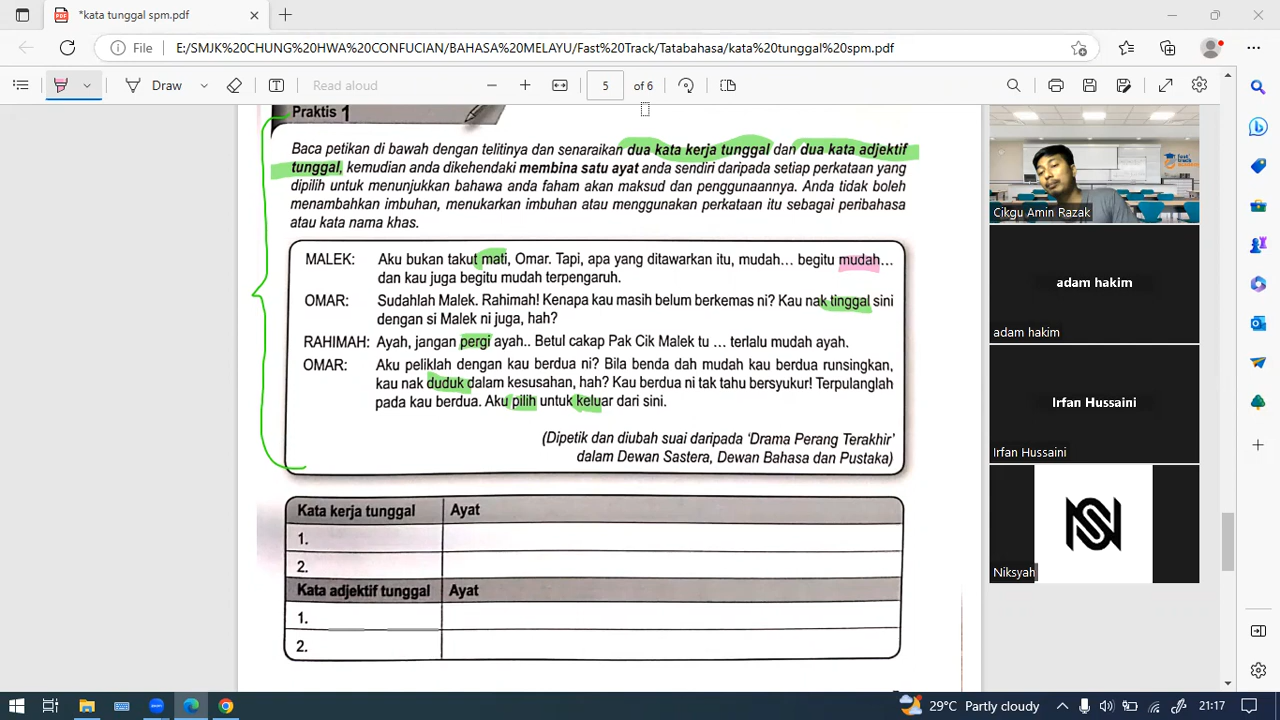 *kata tunggal spm.pdf
File E:/SMJK%20CHUNG%20HWA%20CONFUCIAN/BAHASA%20MELAYU/Fast%20Track/Tatabahasa/kata%20tunggal%20spm.pdf
Draw Read aloud 5 of 6
Praktis 1
Baca petikan di bawah dengan telitinya dan senaraikan dua kata kerja tunggal dan dua kata adjektif
tunggal, kemudian anda dikehendaki membina satu ayat anda sendiri daripada setiap perkataan yang
dipilih untuk menunjukkan bahawa anda faham akan maksud dan penggunaannya. Anda tidak boleh
menambahkan imbuhan, menukarkan imbuhan atau menggunakan perkataan itu sebagai peribahasa
atau kata nama khas.
MALEK: Aku bukan takut mati, Omar. Tapi, apa yang ditawarkan itu, mudah... begitu mudah...
dan kau juga begitu mudah terpengaruh.
OMAR: Sudahlah Malek. Rahimah! Kenapa kau masih belum berkemas ni? Kau nak tinggal sini
dengan si Malek ni juga, hah?
RAHIMAH: Ayah, jangan pergi ayah.. Betul cakap Pak Cik Malek tu ... terlalu mudah ayah.
OMAR: Aku peliklah dengan kau berdua ni? Bila benda dah mudah kau berdua runsingkan,
kau nak duduk dalam kesusahan, hah? Kau berdua ni tak tahu bersyukur! Terpulanglah
pada kau berdua. Aku pilih untuk keluar dari sini.
(Dipetik dan diubah suai daripada 'Drama Perang Terakhir'
dalam Dewan Sastera, Dewan Bahasa dan Pustaka)
Kata kerja tunggal Ayat
1.
2.
Kata adjektif tunggal Ayat
1.
2.
Cikgu Amin Razak
adam hakim
adam hakim
Irfan Hussaini
Irfan Hussaini
Niksyah
29°C Partly cloudy 21:17